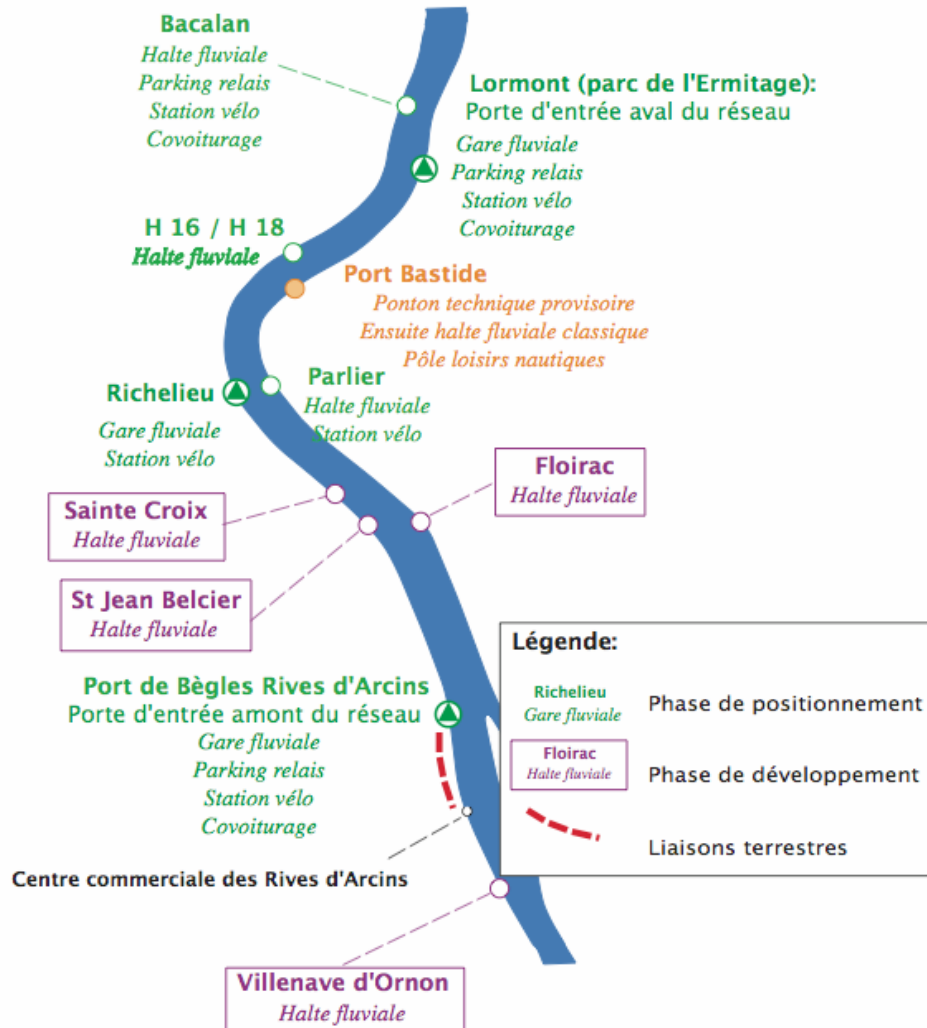 Bacalan
Halte fluviale
Parking relais
Station vélo
Covoiturage
Lormont (parc de l'Ermitage):
Porte d'entrée aval du réseau
Gare fluviale
Parking relais
Station vélo
Covoiturage
H 16 / H 18
Halte fluviale
Port Bastide
Ponton technique provisoire
Ensuite halte fluviale classique
Pôle loisirs nautiques
Richelieu
Gare fluviale
Station vélo
Parlier
Halte fluviale
Station vélo
Floirac
Halte fluviale
Sainte Croix
Halte fluviale
St Jean Belcier
Halte fluviale
Port de Bègles Rives d'Arcins
Porte d'entrée amont du réseau
Gare fluviale
Parking relais
Station vélo
Covoiturage
Centre commerciale des Rives d'Arcins
Villenave d'Ornon
Halte fluviale
Légende:
Richelieu
Gare fluviale
Phase de positionnement
Floirac
Halte fluviale
Phase de développement
Liaisons terrestres